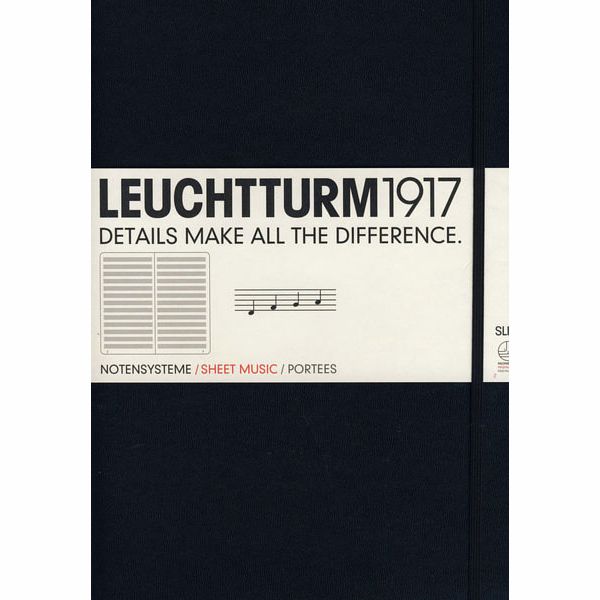 LEUCHTTURM1917
DETAILS MAKE ALL THE DIFFERENCE.
NOTENSYSTEME / SHEET MUSIC / PORTEES